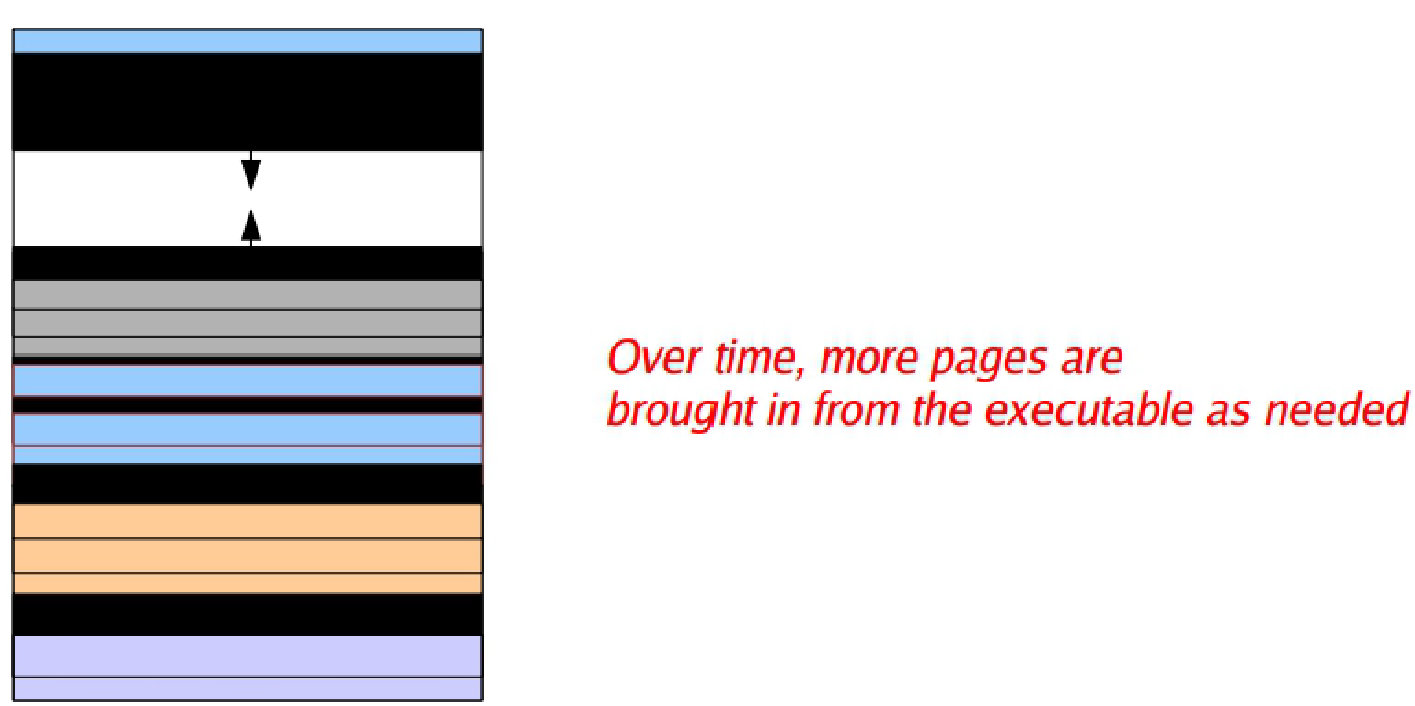 Over time, more pages are
brought in from the executable as needed